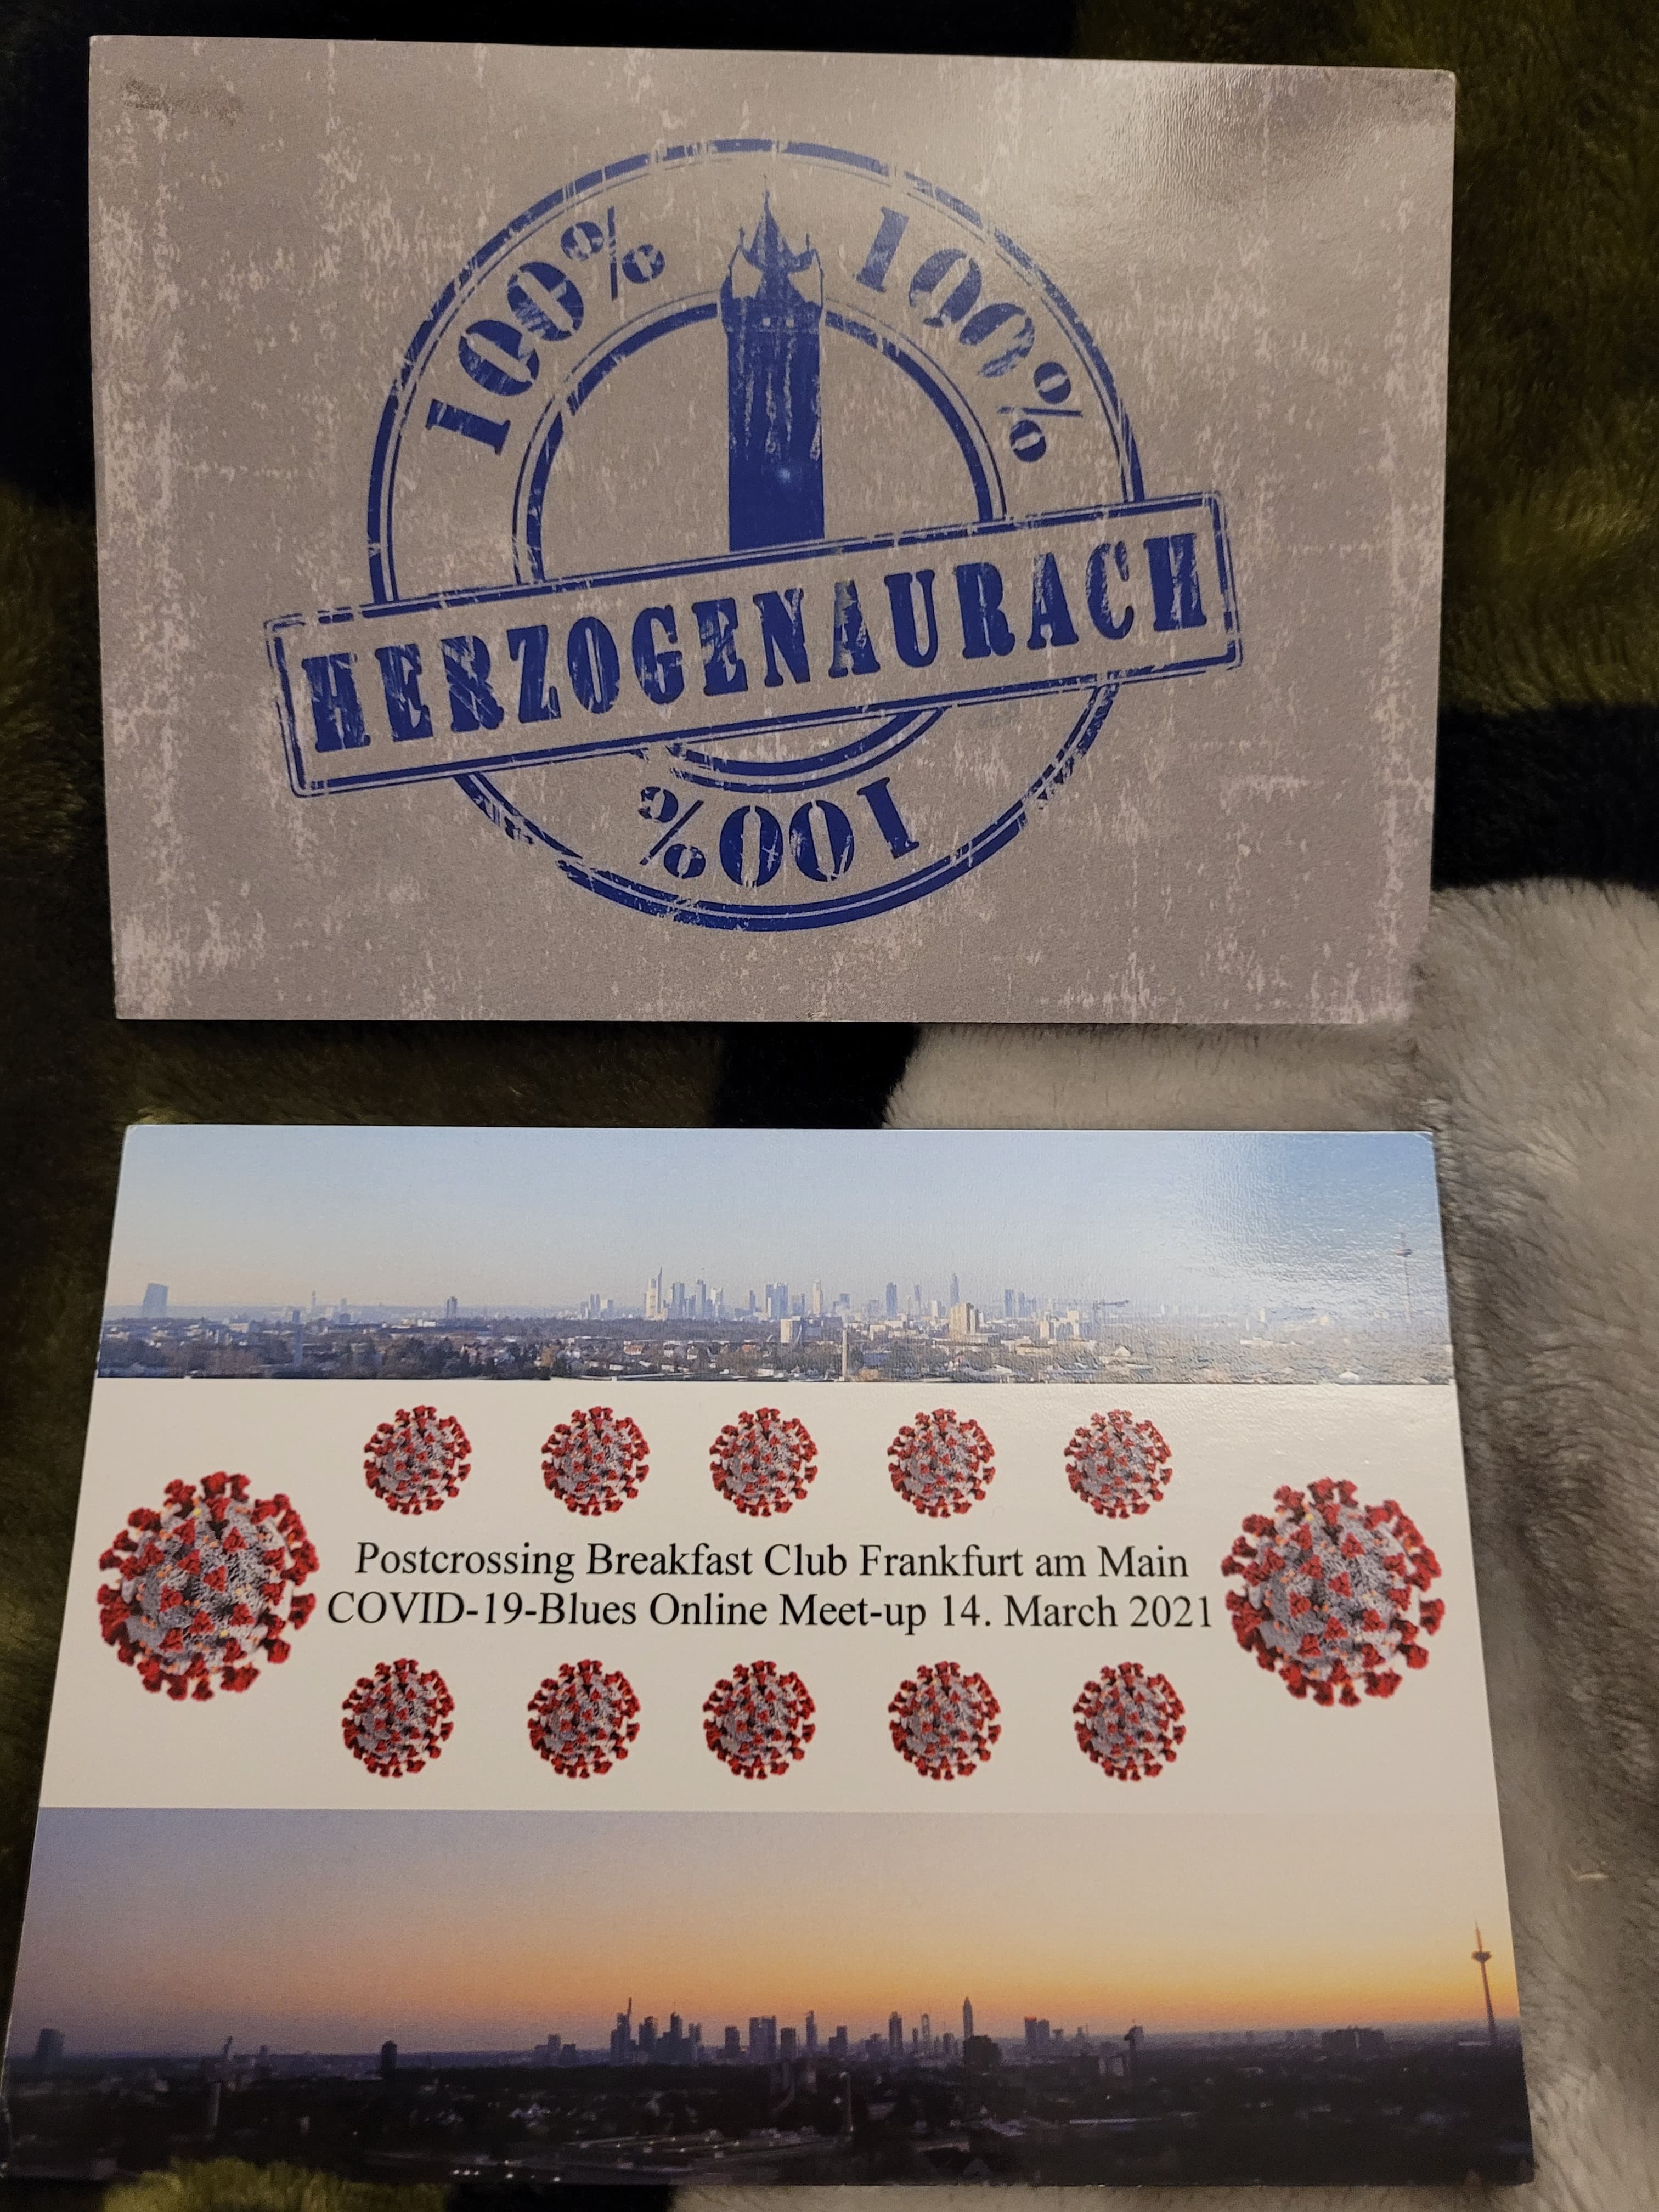 100% 100%
HERZOGENAURACH
100%
Postcrossing Breakfast Club Frankfurt am Main
COVID-19-Blues Online Meet-up 14. March 2021